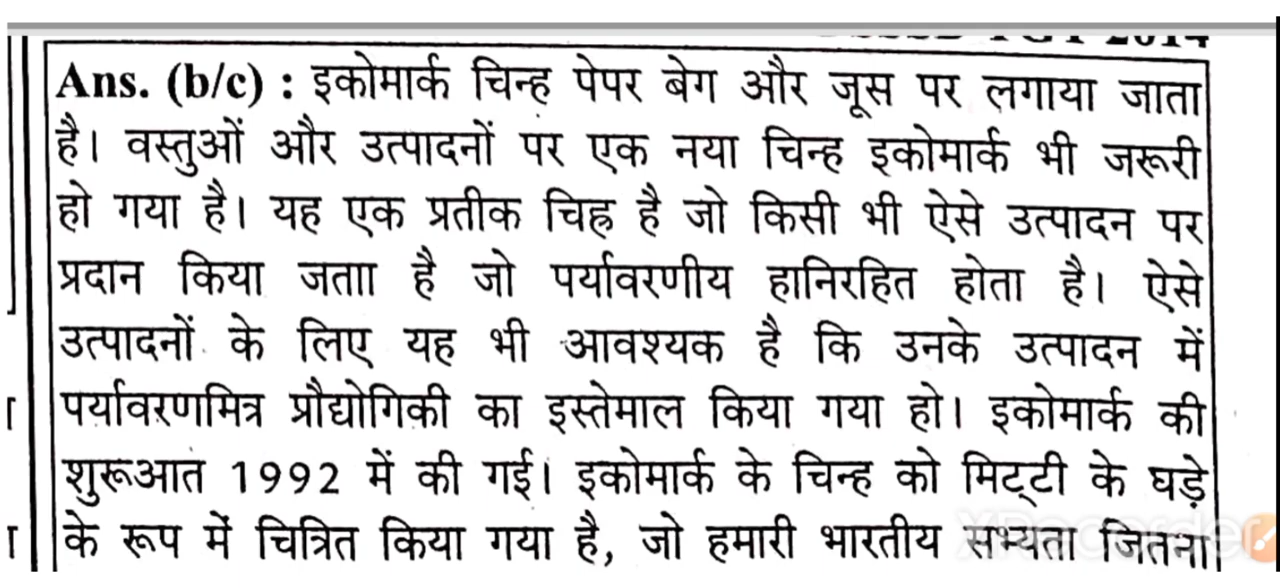 Ans. (b/c) : इकोमार्क चिन्ह पेपर बेग और जूस पर लगाया जाता
है। वस्तुओं और उत्पादनों पर एक नया चिन्ह इकोमार्क भी जरूरी
हो गया है। यह एक प्रतीक चिह्न है जो किसी भी ऐसे उत्पादन पर
प्रदान किया जताा है जो पर्यावरणीय हानिरहित होता है। ऐसे
उत्पादनों के लिए यह भी आवश्यक है कि उनके उत्पादन में
पर्यावरणमित्र प्रौद्योगिकी का इस्तेमाल किया गया हो। इकोमार्क की
शुरूआत 1992 में की गई। इकोमार्क के चिन्ह को मिट्टी के घड़े
के रूप में चित्रित किया गया है, जो हमारी भारतीय सभ्यता जितना
XRecorder